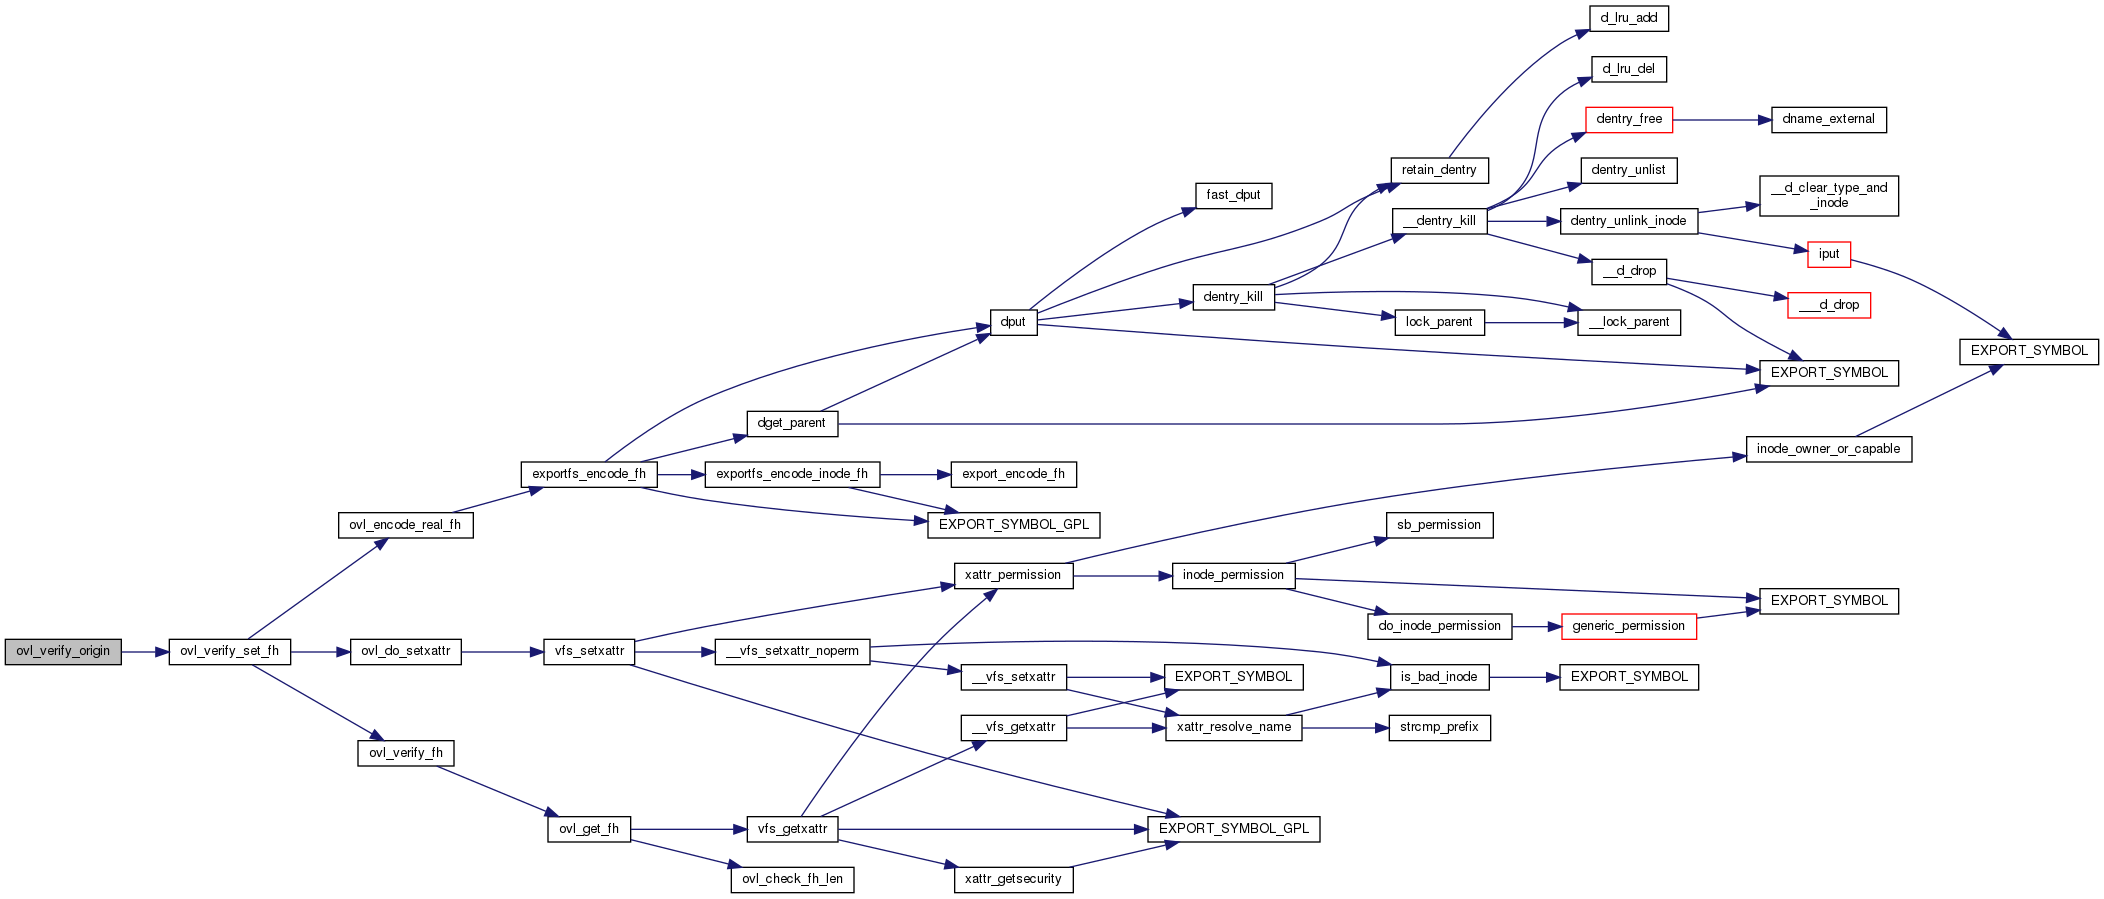 d_lru_add
d_lru_del
dentry_free
dname_external
retain_dentry
dentry_unlist
fast_dput
__d_clear_type_and
_inode
__dentry_kill
dentry_unlink_inode
iput
__d_drop
dentry_kill
___d_drop
dput
lock_parent
__lock_parent
EXPORT_SYMBOL
EXPORT_SYMBOL
dget_parent
inode_owner_or_capable
exportfs_encode_fh
exportfs_encode_inode_fh
export_encode_fh
ovl_encode_real_fh
EXPORT_SYMBOL_GPL
sb_permission
xattr_permission
inode_permission
EXPORT_SYMBOL
do_inode_permission
generic_permission
ovl_verify_origin
ovl_verify_set_fh
ovl_do_setxattr
vfs_setxattr
__vfs_setxattr_noperm
__vfs_setxattr
EXPORT_SYMBOL
is_bad_inode
EXPORT_SYMBOL
__vfs_getxattr
xattr_resolve_name
strcmp_prefix
ovl_verify_fh
ovl_get_fh
vfs_getxattr
EXPORT_SYMBOL_GPL
ovl_check_fh_len
xattr_getsecurity